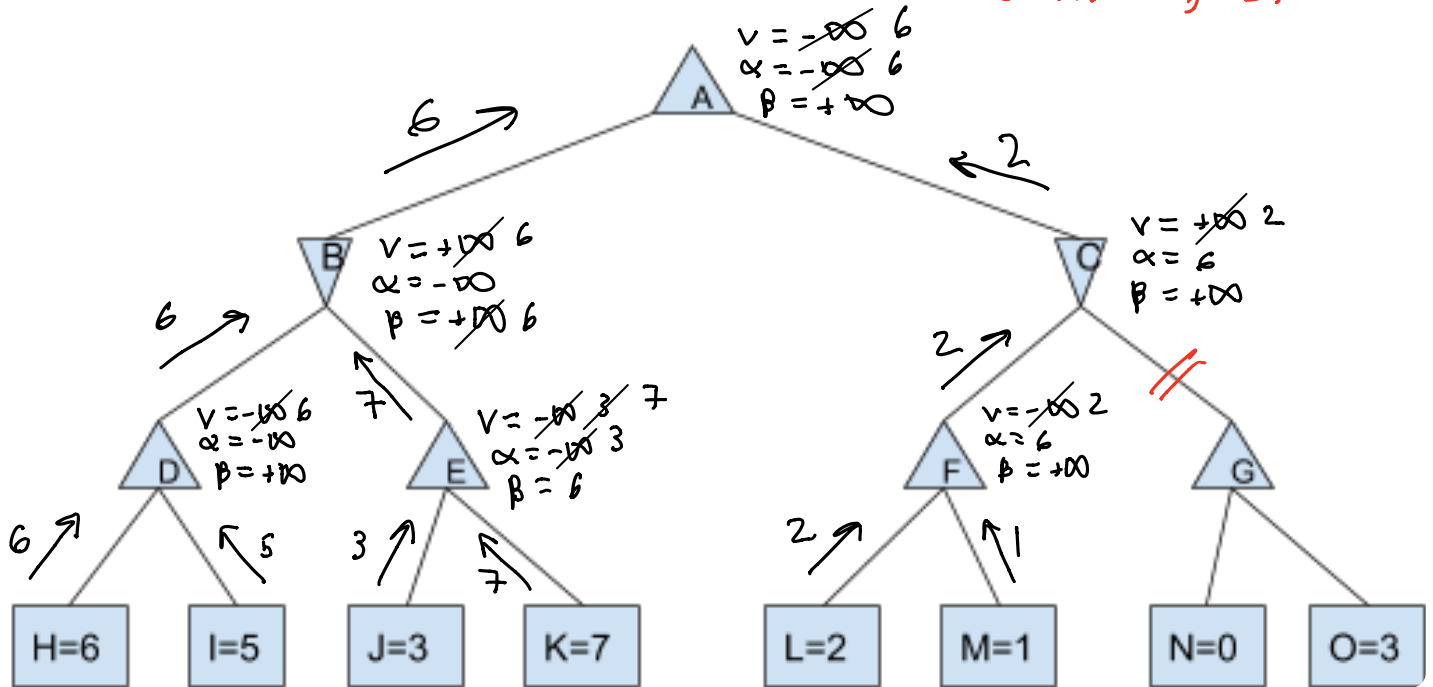 v = -∞ 6
α = -∞ 6
β = +∞
A
6
2
B
v = +∞ 6
α = -∞
β = +∞ 6
C
v = +∞ 2
α = 6
β = +∞
6
7
2
D
v = -∞ 6
α = -∞
β = +∞
E
v = -∞ 3 7
α = -∞ 3
β = 6
F
v = -∞ 2
α = 6
β = +∞
G
6
5
3
7
2
1
H=6
I=5
J=3
K=7
L=2
M=1
N=0
O=3